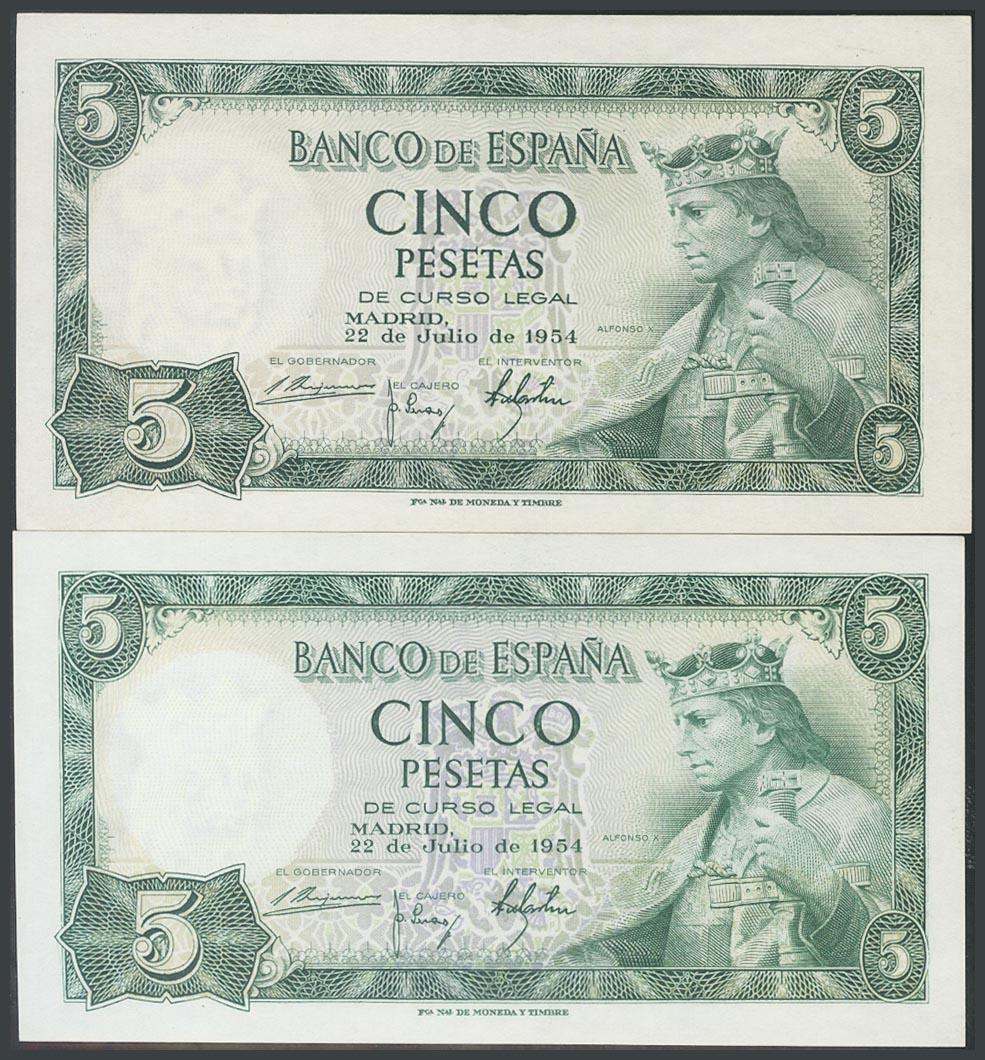 5 5
BANCO DE ESPAÑA
CINCO
PESETAS
DE CURSO LEGAL
MADRID,
22 de Julio de 1954
ALFONSO X
EL GOBERNADOR EL INTERVENTOR
EL CAJERO
5 5
Fca Nal DE MONEDA Y TIMBRE
5 5
BANCO DE ESPAÑA
CINCO
PESETAS
DE CURSO LEGAL
MADRID,
22 de Julio de 1954
ALFONSO X
EL GOBERNADOR EL INTERVENTOR
EL CAJERO
5 5
Fca Nal DE MONEDA Y TIMBRE